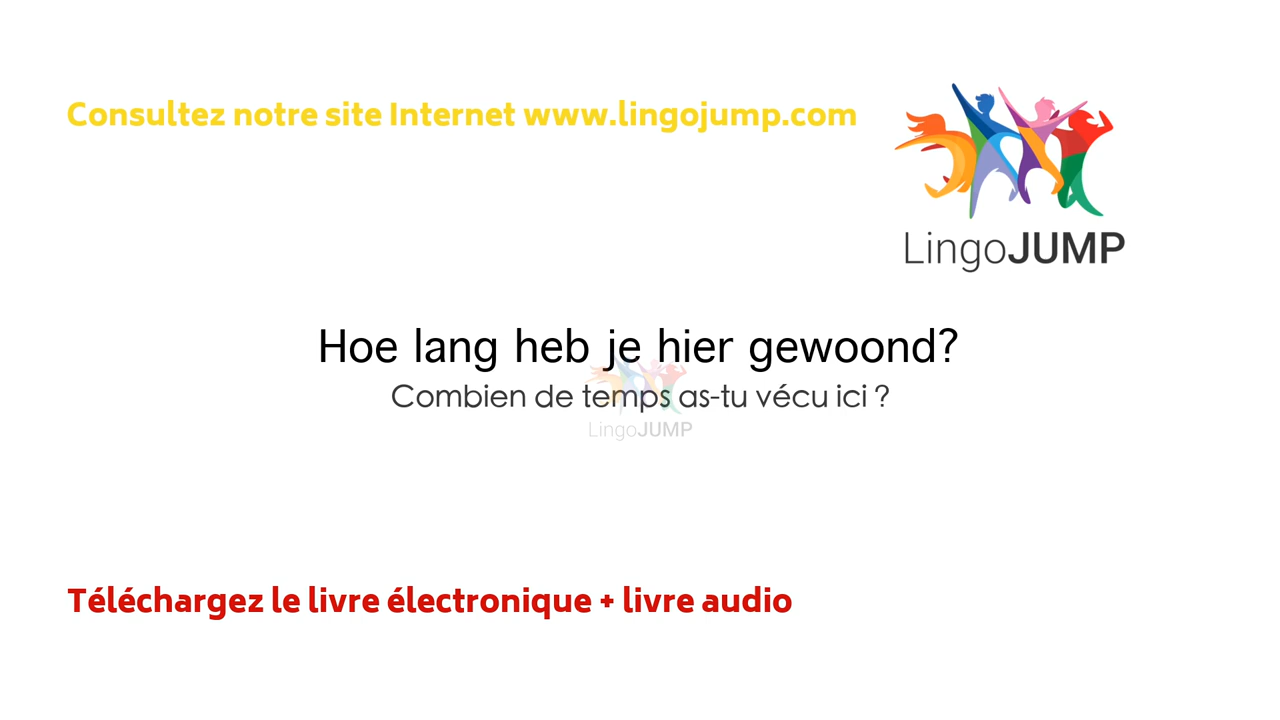 Consultez notre site Internet www.lingojump.com
LingoJUMP
Hoe lang heb je hier gewoond?
Combien de temps as-tu vécu ici ?
LingoJUMP
Téléchargez le livre électronique + livre audio